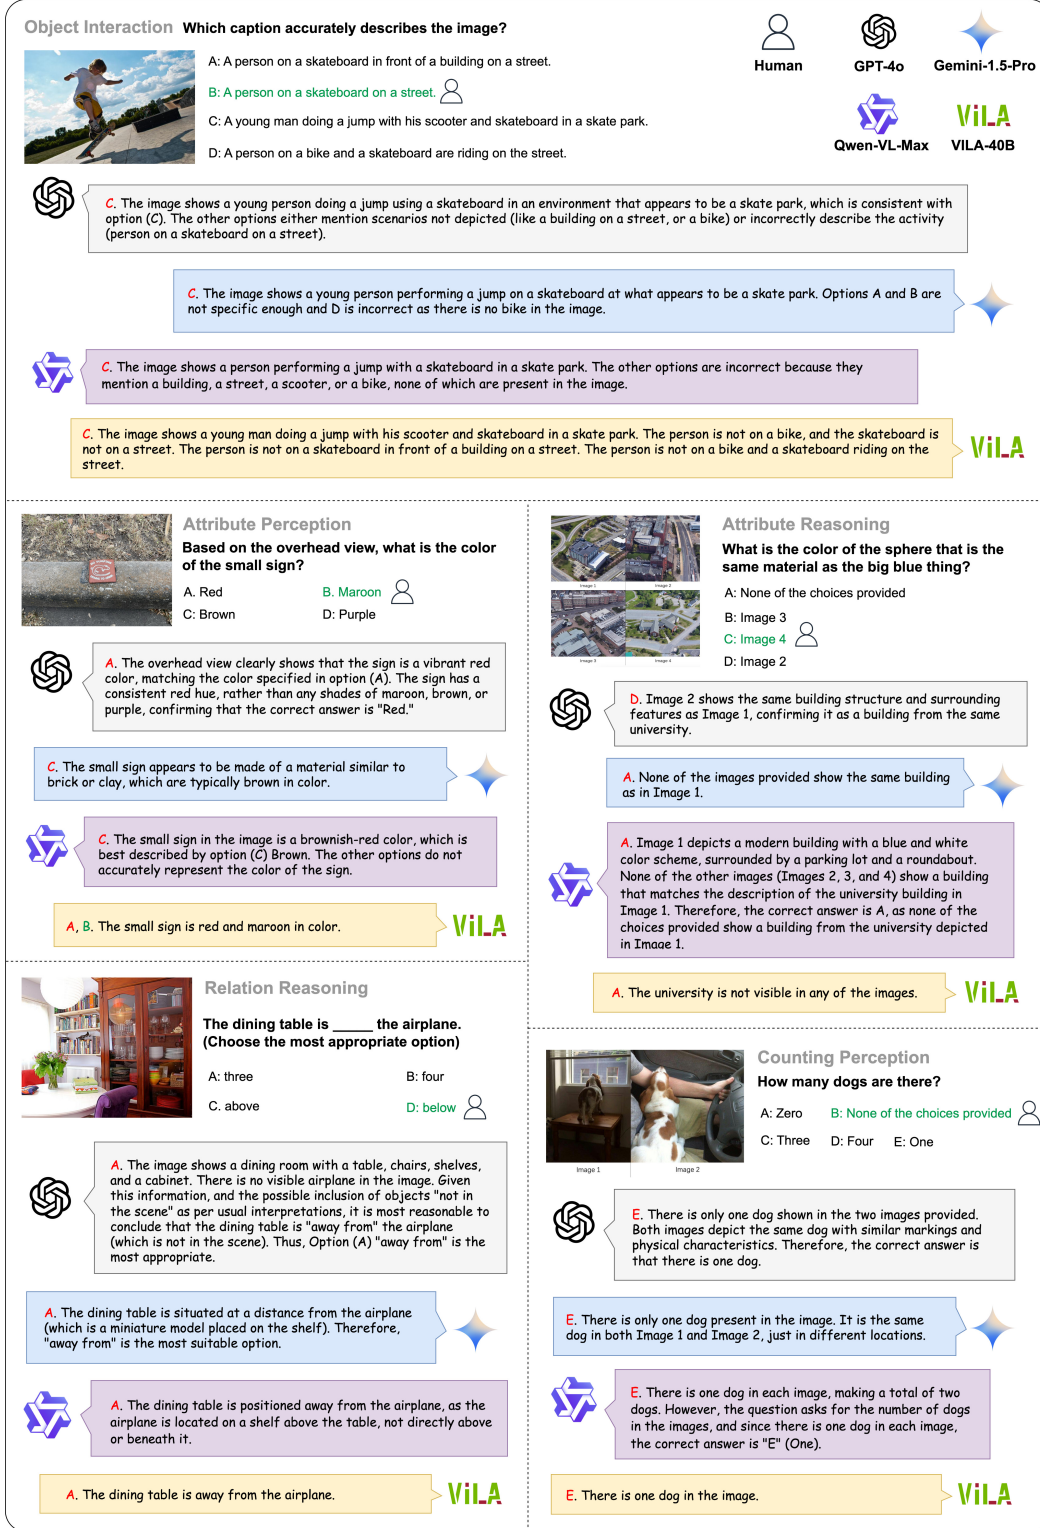 Object Interaction Which caption accurately describes the image?
A: A person on a skateboard in front of a building on a street.
B: A person on a skateboard on a street.
C: A young man doing a jump with his scooter and skateboard in a skate park.
D: A person on a bike and a skateboard are riding on the street.
Human
GPT-4o
Gemini-1.5-Pro
ViLA
Qwen-VL-Max
VILA-40B
C. The image shows a young person doing a jump using a skateboard in an environment that appears to be a skate park, which is consistent with
option (C). The other options either mention scenarios not depicted (like a building on a street, or a bike) or incorrectly describe the activity
(person on a skateboard on a street).
C. The image shows a young person performing a jump on a skateboard at what appears to be a skate park. Options A and B are
not specific enough and D is incorrect as there is no bike in the image.
C. The image shows a person performing a jump with a skateboard in a skate park. The other options are incorrect because they
mention a building, a street, a scooter, or a bike, none of which are present in the image.
C. The image shows a young man doing a jump with his scooter and skateboard in a skate park. The person is not on a bike, and the skateboard is
not on a street. The person is not on a skateboard in front of a building on a street. The person is not on a bike and a skateboard riding on the
street.
ViLA
Attribute Perception
Based on the overhead view, what is the color
of the small sign?
A. Red
B. Maroon
C: Brown
D: Purple
A. The overhead view clearly shows that the sign is a vibrant red
color, matching the color specified in option (A). The sign has a
consistent red hue, rather than any shades of maroon, brown, or
purple, confirming that the correct answer is "Red."
C. The small sign appears to be made of a material similar to
brick or clay, which are typically brown in color.
C. The small sign in the image is a brownish-red color, which is
best described by option (C) Brown. The other options do not
accurately represent the color of the sign.
A, B. The small sign is red and maroon in color.
ViLA
Attribute Reasoning
What is the color of the sphere that is the
same material as the big blue thing?
Image 1
Image 2
Image 3
Image 4
A: None of the choices provided
B: Image 3
C: Image 4
D: Image 2
D. Image 2 shows the same building structure and surrounding
features as Image 1, confirming it as a building from the same
university.
A. None of the images provided show the same building
as in Image 1.
A. Image 1 depicts a modern building with a blue and white
color scheme, surrounded by a parking lot and a roundabout.
None of the other images (Images 2, 3, and 4) show a building
that matches the description of the university building in
Image 1. Therefore, the correct answer is A, as none of the
choices provided show a building from the university depicted
in Image 1.
A. The university is not visible in any of the images.
ViLA
Relation Reasoning
The dining table is _____ the airplane.
(Choose the most appropriate option)
A: three
B: four
C. above
D: below
A. The image shows a dining room with a table, chairs, shelves,
and a cabinet. There is no visible airplane in the image. Given
this information, and the possible inclusion of objects "not in
the scene" as per usual interpretations, it is most reasonable to
conclude that the dining table is "away from" the airplane
(which is not in the scene). Thus, Option (A) "away from" is the
most appropriate.
A. The dining table is situated at a distance from the airplane
(which is a miniature model placed on the shelf). Therefore,
"away from" is the most suitable option.
A. The dining table is positioned away from the airplane, as the
airplane is located on a shelf above the table, not directly above
or beneath it.
A. The dining table is away from the airplane.
ViLA
Counting Perception
How many dogs are there?
A: Zero
B: None of the choices provided
C: Three
D: Four
E: One
Image 1
Image 2
E. There is only one dog shown in the two images provided.
Both images depict the same dog with similar markings and
physical characteristics. Therefore, the correct answer is
that there is one dog.
E. There is only one dog present in the image. It is the same
dog in both Image 1 and Image 2, just in different locations.
E. There is one dog in each image, making a total of two
dogs. However, the question asks for the number of dogs
in the images, and since there is one dog in each image,
the correct answer is "E" (One).
E. There is one dog in the image.
ViLA